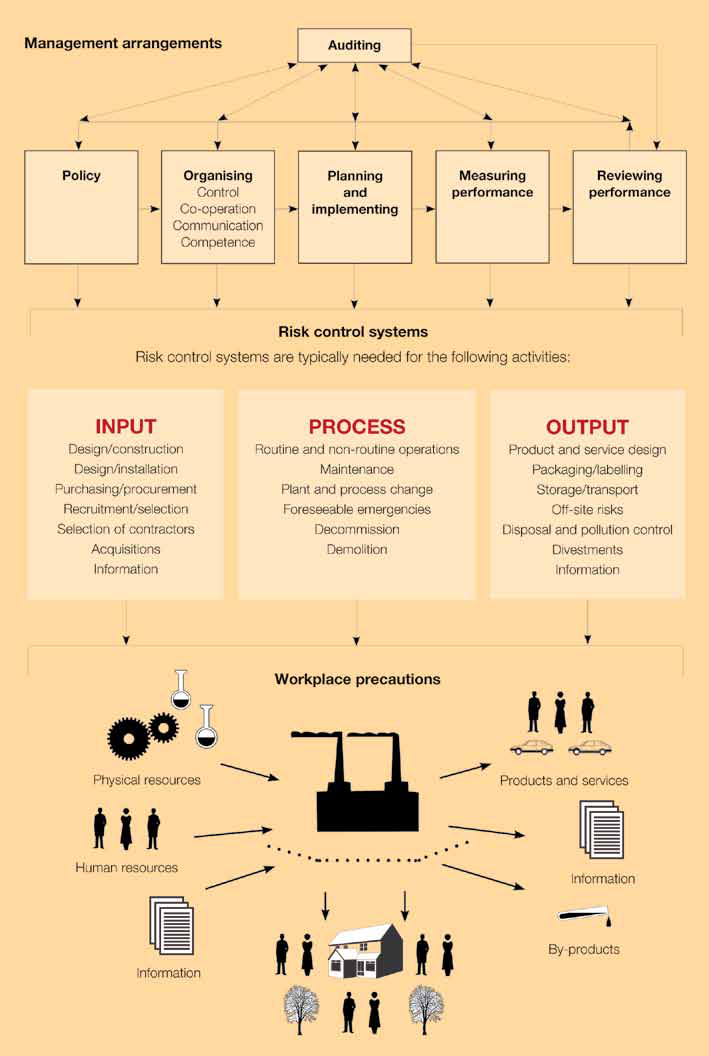 Management arrangements
Auditing
Policy
Organising
Control
Co-operation
Communication
Competence
Planning
and
implementing
Measuring
performance
Reviewing
performance
Risk control systems
Risk control systems are typically needed for the following activities:
INPUT
Design/construction
Design/installation
Purchasing/procurement
Recruitment/selection
Selection of contractors
Acquisitions
Information
PROCESS
Routine and non-routine operations
Maintenance
Plant and process change
Foreseeable emergencies
Decommission
Demolition
OUTPUT
Product and service design
Packaging/labelling
Storage/transport
Off-site risks
Disposal and pollution control
Divestments
Information
Workplace precautions
Physical resources
Products and services
Human resources
Information
Information
By-products